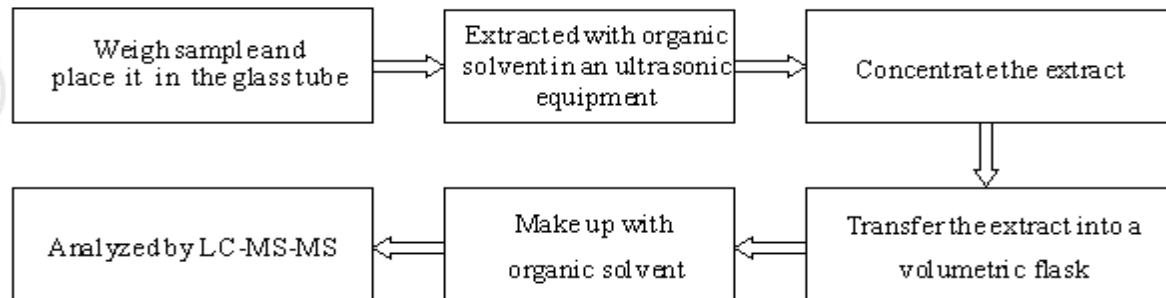 Weigh sample and
place it in the glass tube
Extracted with organic
solvent in an ultrasonic
equipment
Concentrate the extract
Transfer the extract into a
volumetric flask
Make up with
organic solvent
Analyzed by LC-MS-MS